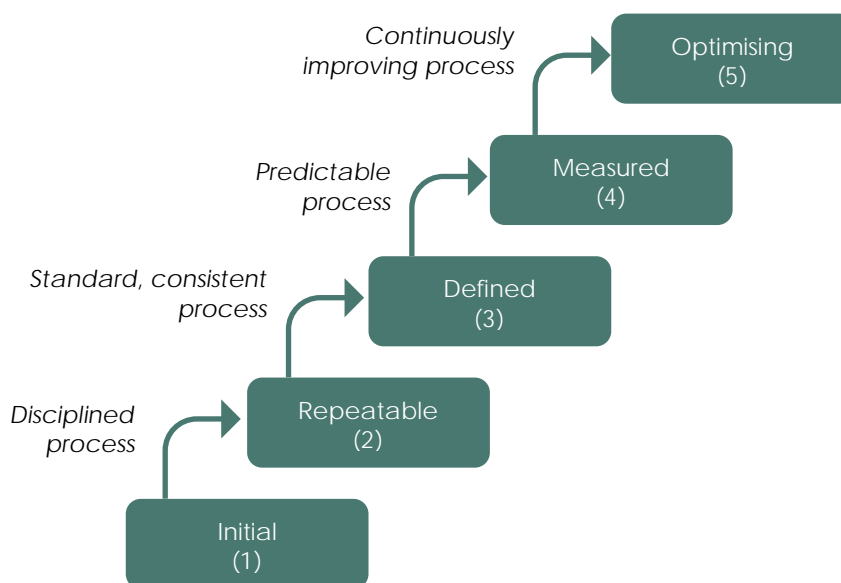 Continuously
improving process
Optimising
(5)
Predictable
process
Measured
(4)
Standard, consistent
process
Defined
(3)
Disciplined
process
Repeatable
(2)
Initial
(1)